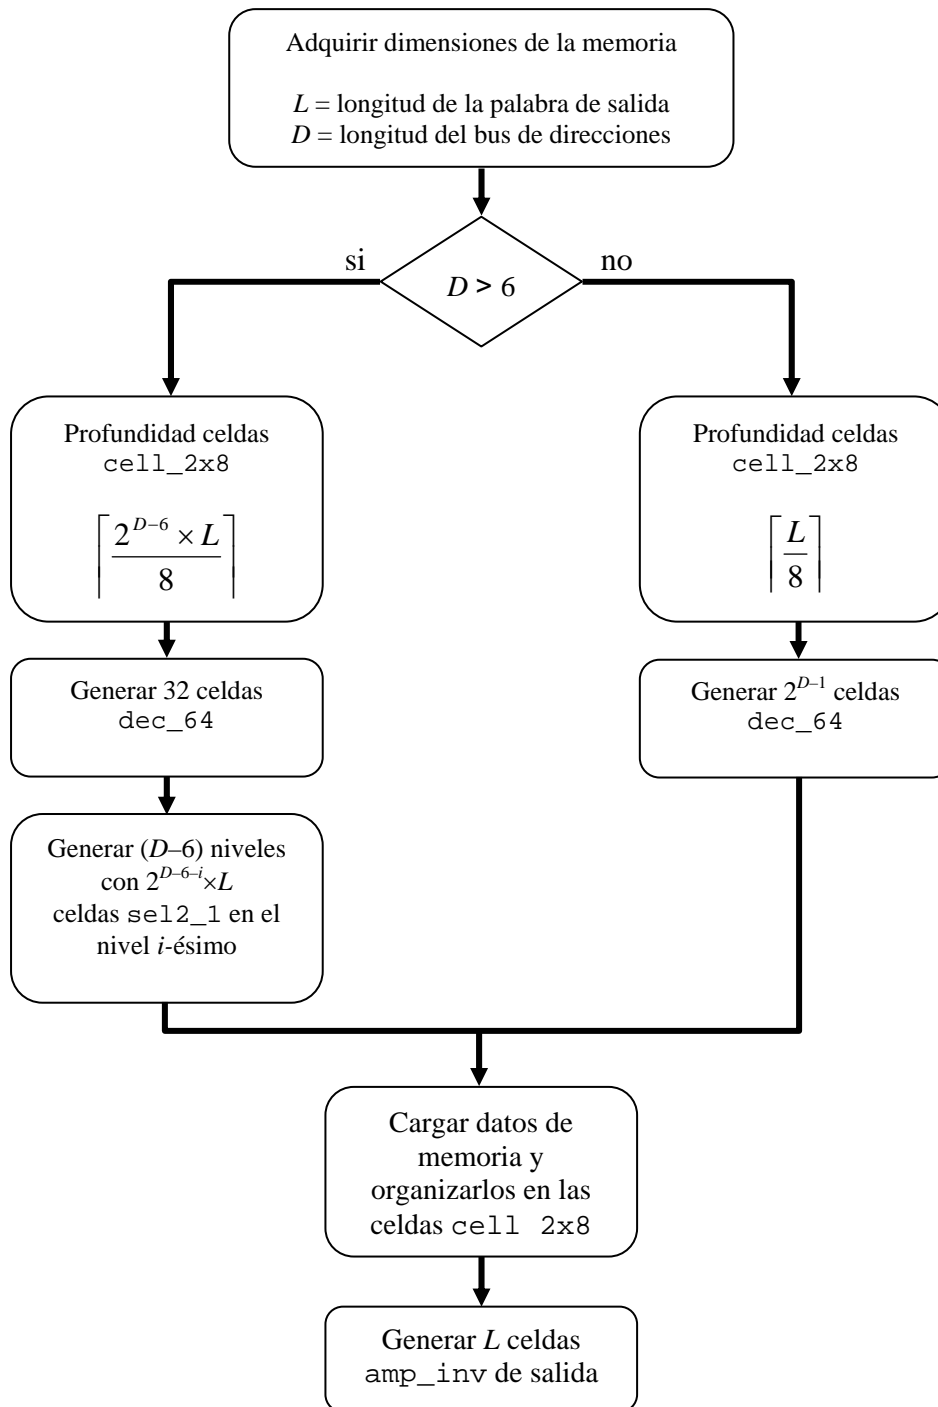 Adquirir dimensiones de la memoria
L = longitud de la palabra de salida
D = longitud del bus de direcciones
si
no
D > 6
Profundidad celdas
cell_2x8
⌈(2^{D–6} × L)/8⌉
Generar 32 celdas
dec_64
Generar (D–6) niveles
con 2^{D–6–i}×L
celdas sel2_1 en el
nivel i-ésimo
Profundidad celdas
cell_2x8
⌈L/8⌉
Generar 2^{D–1} celdas
dec_64
Cargar datos de
memoria y
organizarlos en las
celdas cell 2x8
Generar L celdas
amp_inv de salida